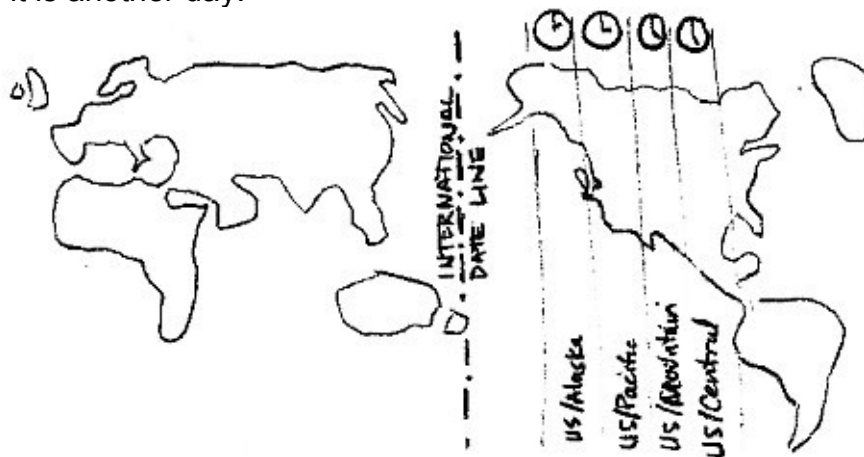 it is another day.
INTERNATIONAL
DATE LINE
US/Alaska
US/Pacific
US/Mountain
US/Central